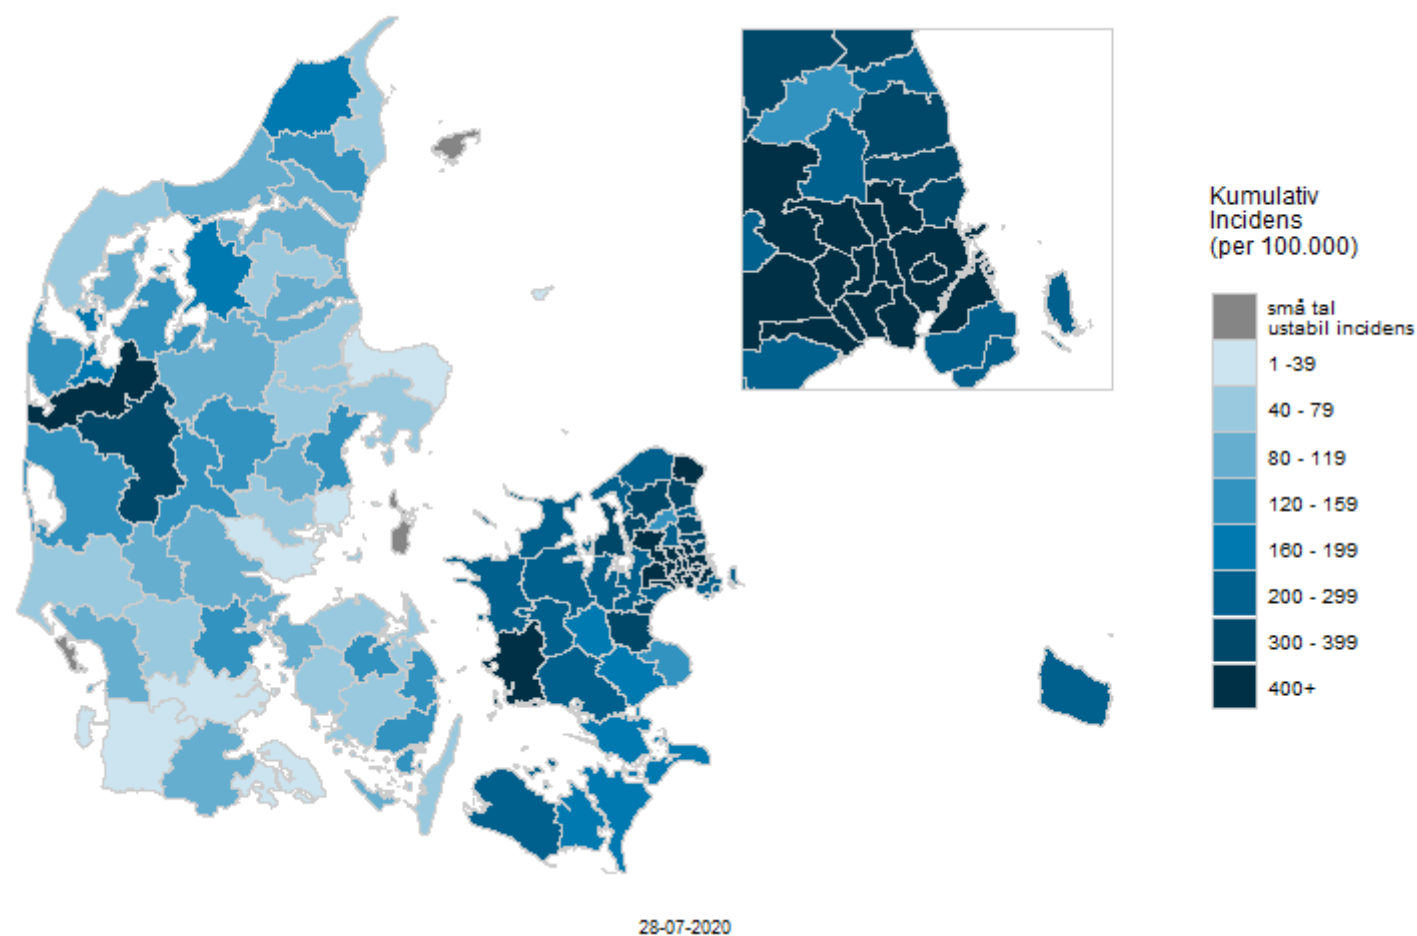 Kumulativ
Incidens
(per 100.000)
små tal
ustabil incidens
1 -39
40 - 79
80 - 119
120 - 159
160 - 199
200 - 299
300 - 399
400+
28-07-2020